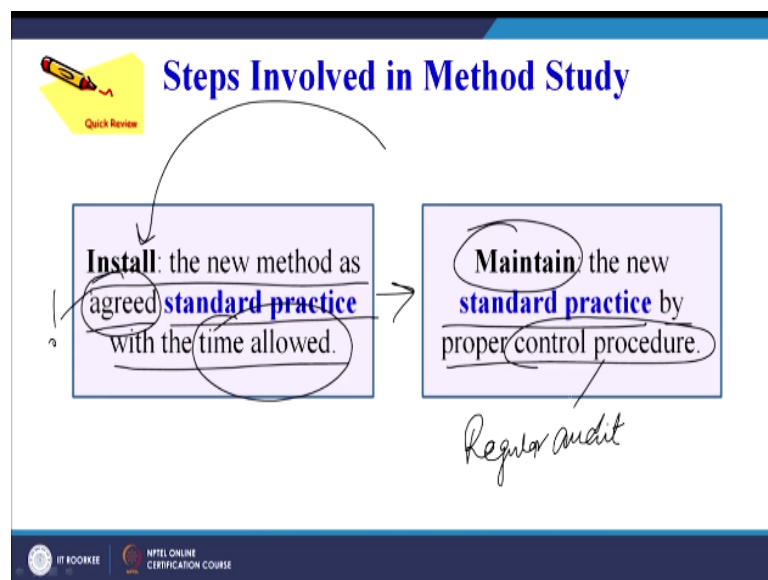 Steps Involved in Method Study
Quick Review
Install: the new method as
agreed standard practice
with the time allowed.
Maintain: the new
standard practice by
proper control procedure.
Regular audit
IIT ROORKEE
NPTEL ONLINE
CERTIFICATION COURSE